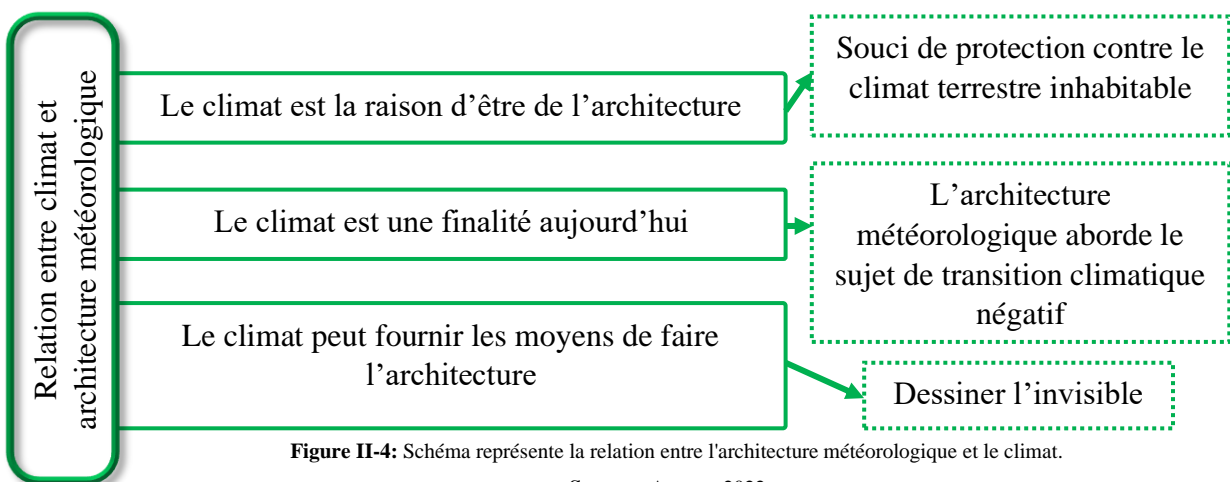 Relation entre climat et
architecture météorologique
Le climat est la raison d’être de l’architecture
Souci de protection contre le
climat terrestre inhabitable
Le climat est une finalité aujourd’hui
L’architecture
météorologique aborde le
sujet de transition climatique
négatif
Le climat peut fournir les moyens de faire
l’architecture
Dessiner l’invisible
Figure II-4: Schéma représente la relation entre l'architecture météorologique et le climat.